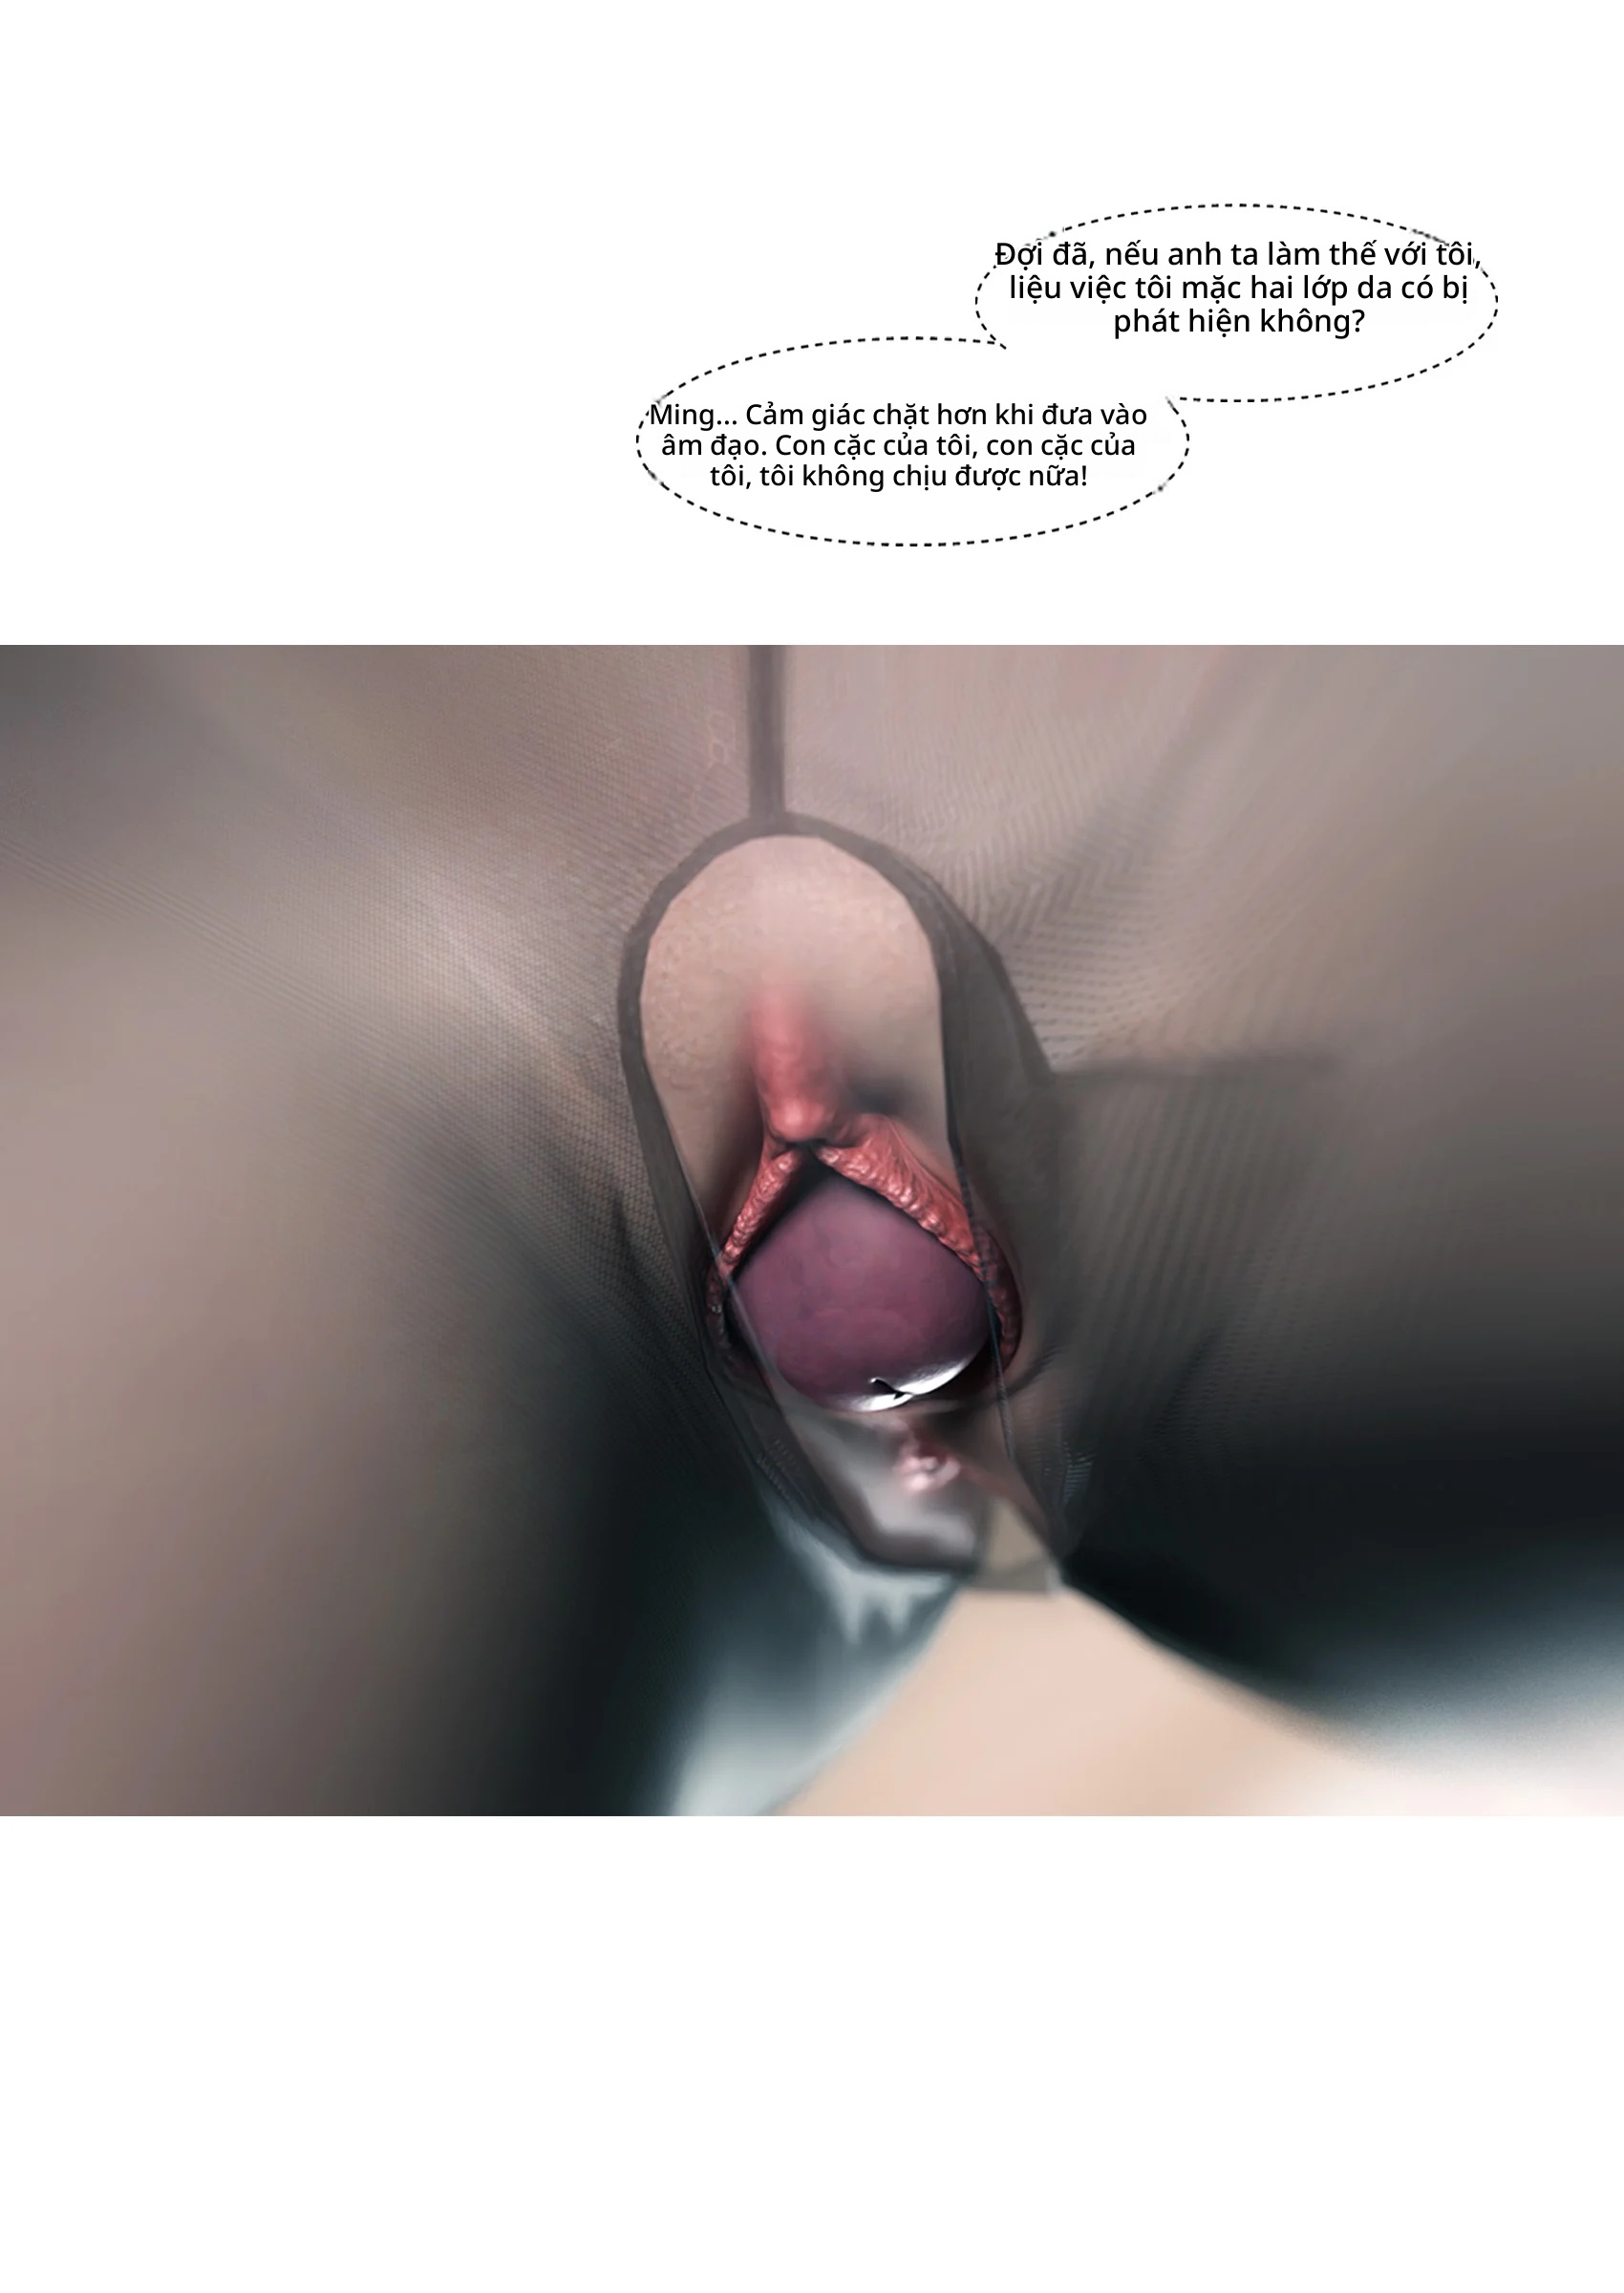 Đợi đã, nếu anh ta làm thế với tôi,
liệu việc tôi mặc hai lớp da có bị
phát hiện không?
Ming... Cảm giác chặt hơn khi đưa vào
âm đạo. Con cặc của tôi, con cặc của
tôi, tôi không chịu được nữa!